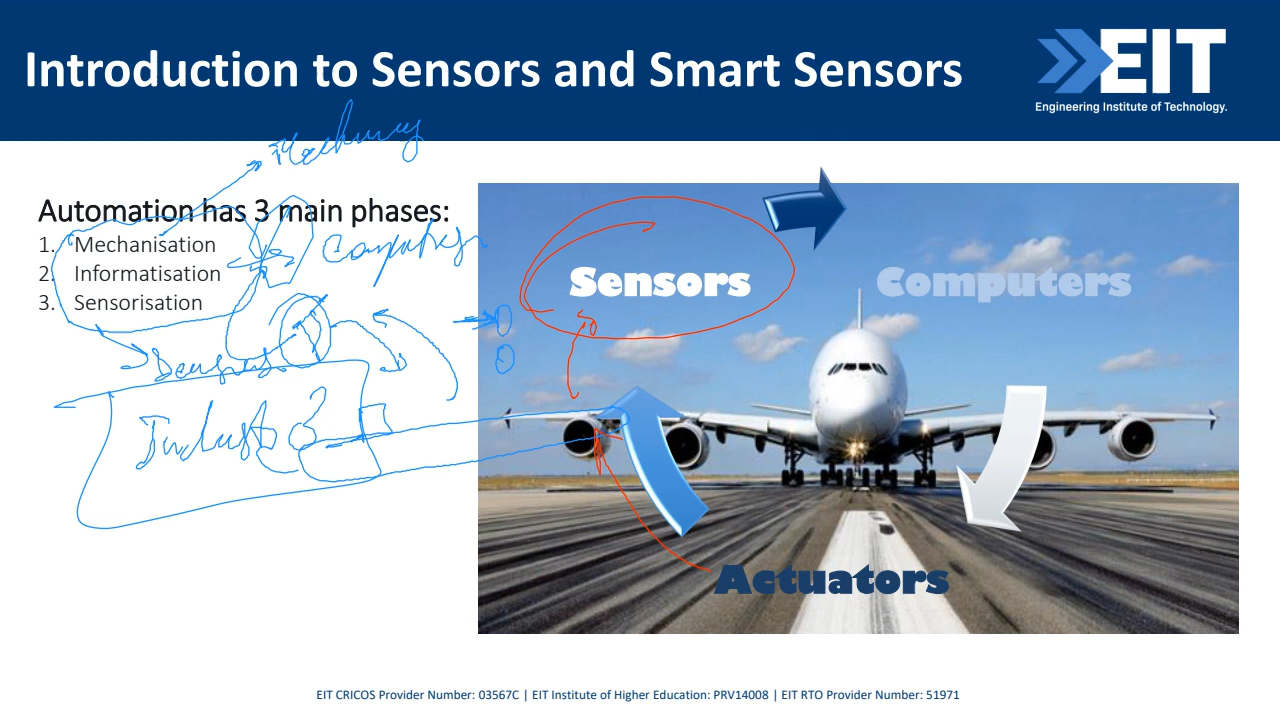 Introduction to Sensors and Smart Sensors
EIT
Engineering Institute of Technology.
Machinery
Automation has 3 main phases:
1. Mechanisation
2. Informatisation
3. Sensorisation
Sensors
Computers
Actuators
EIT CRICOS Provider Number: 03567C | EIT Institute of Higher Education: PRV14008 | EIT RTO Provider Number: 51971